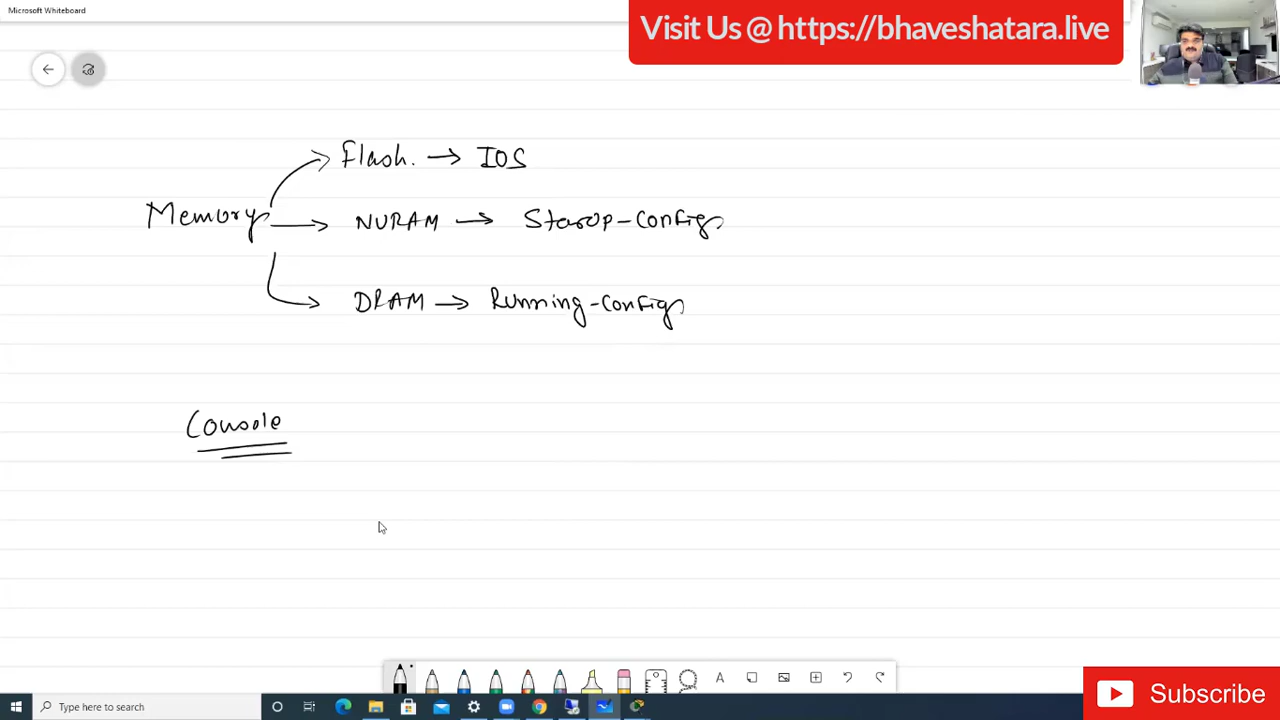 Microsoft Whiteboard
Visit Us @ https://bhaveshatara.live
Flash. → IOS
Memory → NVRAM → Starup-Config
DRAM → Running-Config
Console
A
Type here to search
Subscribe